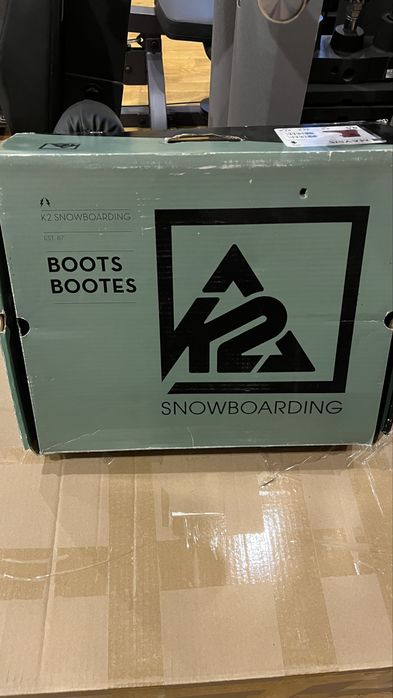 K2 SNOWBOARDING
EST. 87
BOOTS
BOOTES
K2
SNOWBOARDING